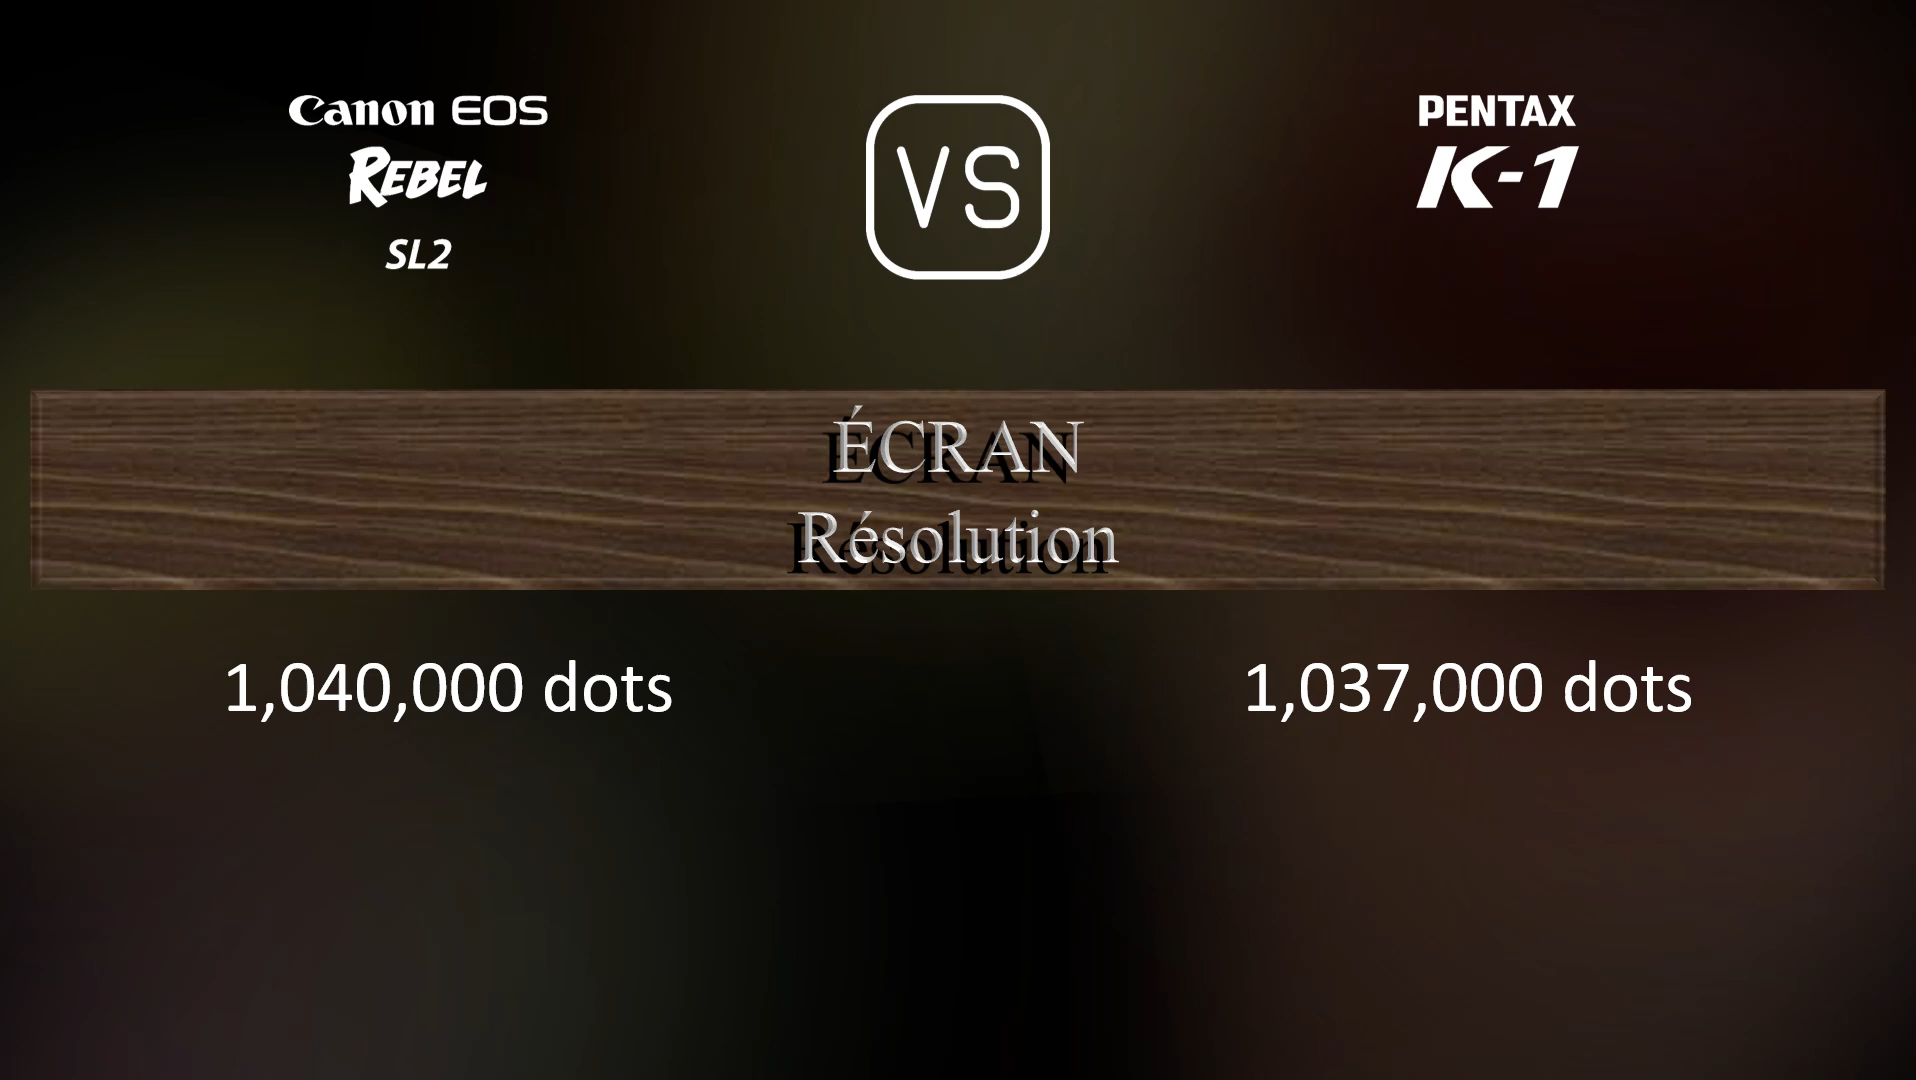 Canon EOS
REBEL
SL2
VS
PENTAX
K-1
ÉCRAN
Résolution
1,040,000 dots
1,037,000 dots